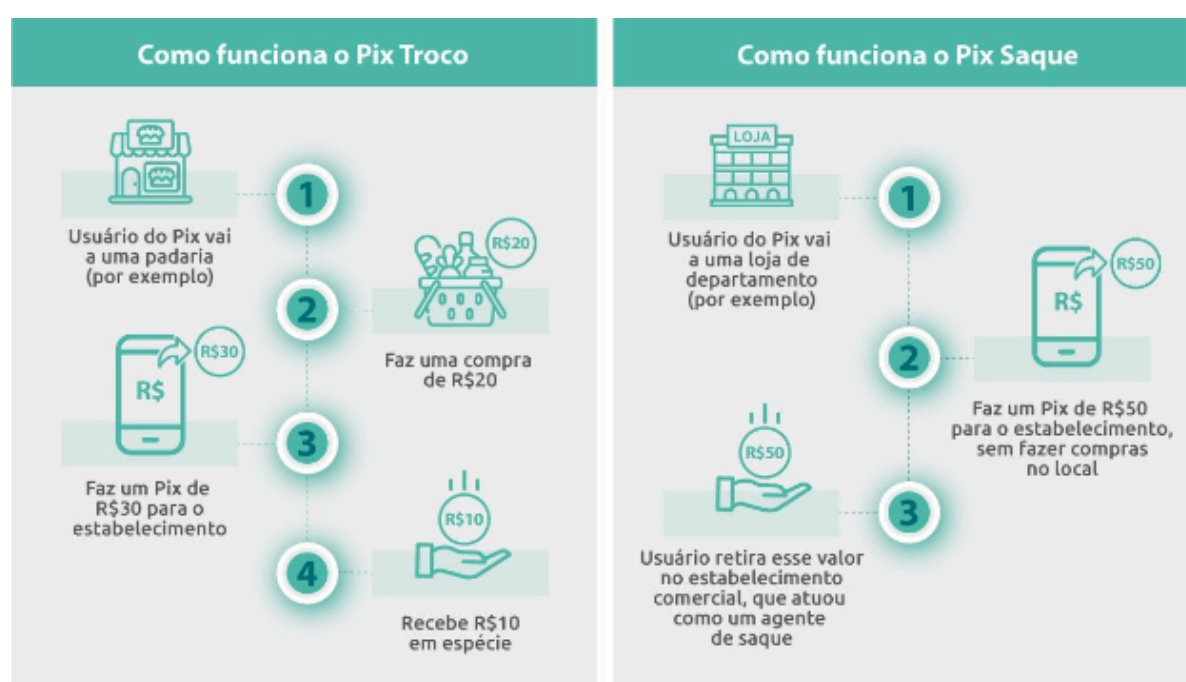 Como funciona o Pix Troco
1
Usuário do Pix vai
a uma padaria
(por exemplo)
2
R$20
Faz uma compra
de R$20
3
R$
R$30
Faz um Pix de
R$30 para o
estabelecimento
4
R$10
Recebe R$10
em espécie
Como funciona o Pix Saque
LOJA
1
Usuário do Pix vai
a uma loja de
departamento
(por exemplo)
2
R$
R$50
Faz um Pix de R$50
para o estabelecimento,
sem fazer compras
no local
3
R$50
Usuário retira esse valor
no estabelecimento
comercial, que atuou
como um agente
de saque